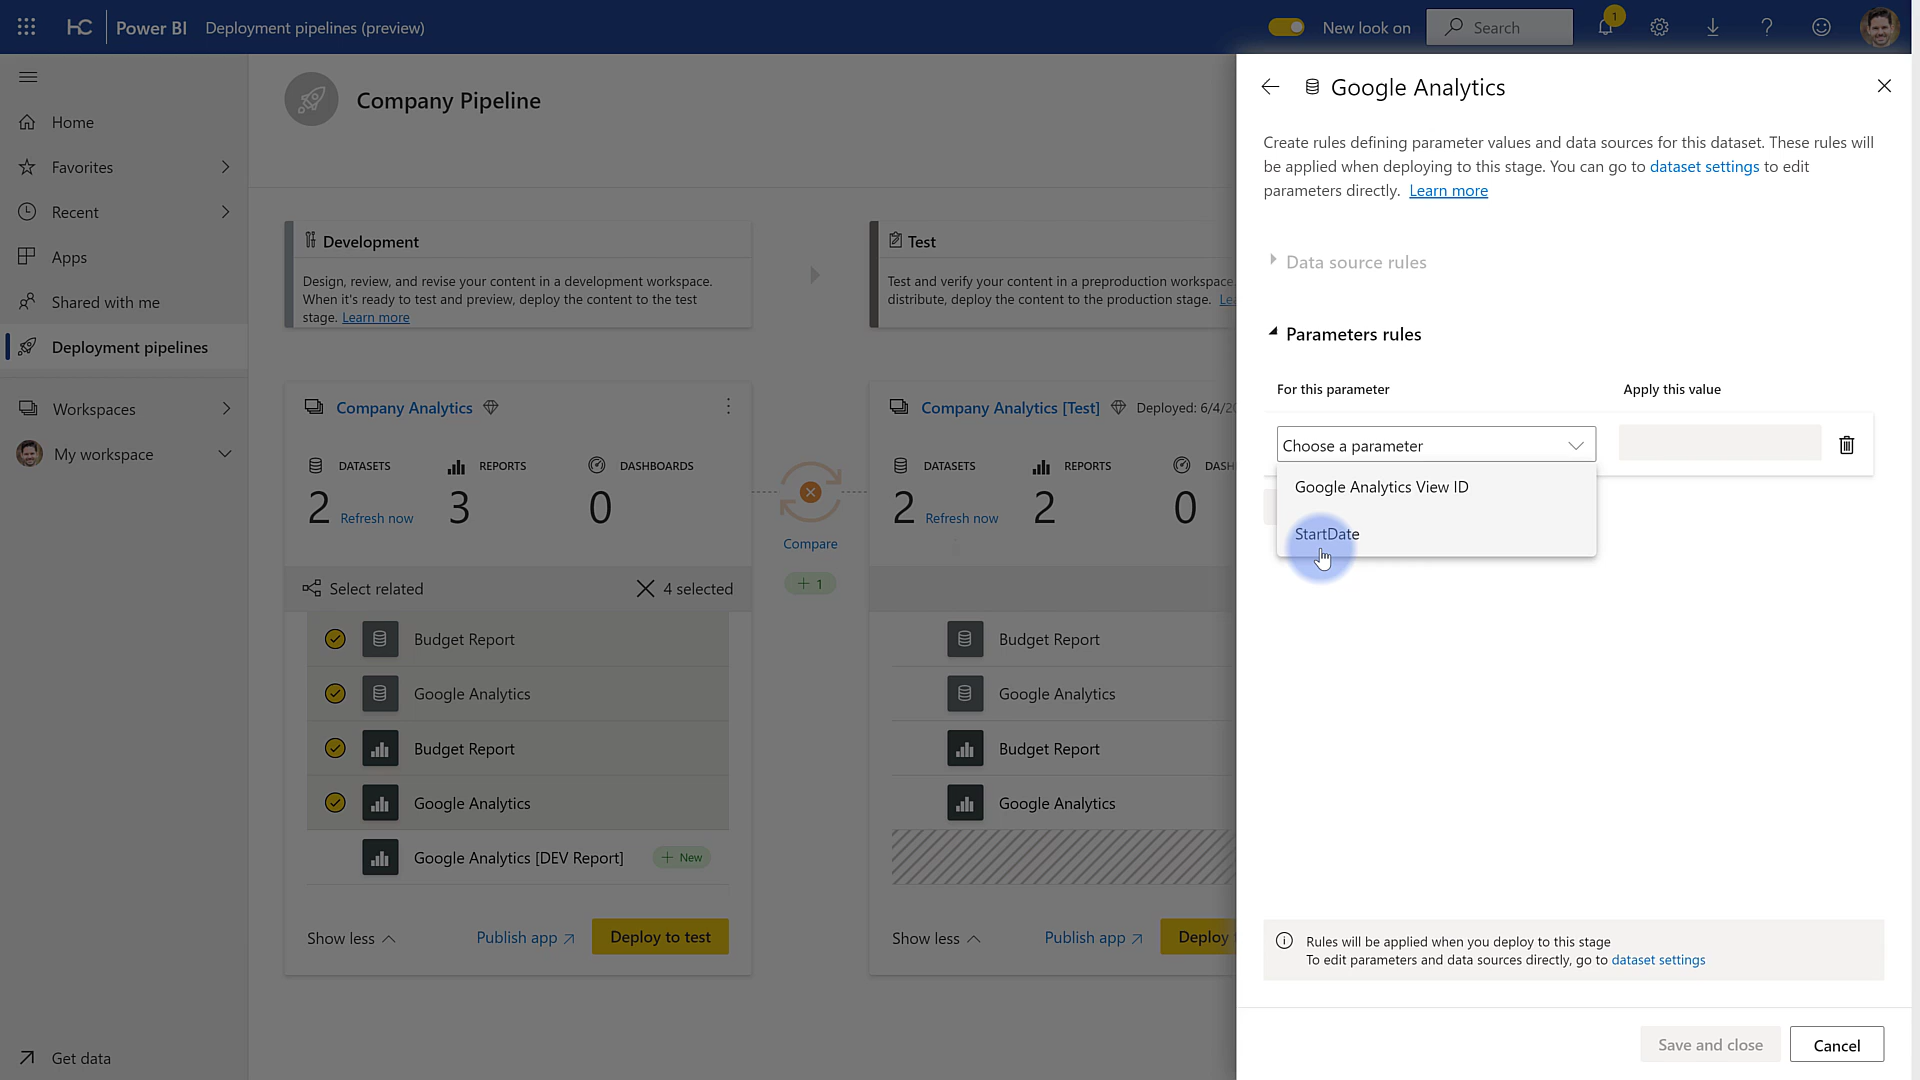 HC Power BI Deployment pipelines (preview)
New look on
Search
1
Home
Favorites
Recent
Apps
Shared with me
Deployment pipelines
Workspaces
My workspace
Get data
Company Pipeline
Development
Design, review, and revise your content in a development workspace.
When it's ready to test and preview, deploy the content to the test
stage. Learn more
Test
Test and verify your content in a preproduction workspace.
distribute, deploy the content to the production stage.
Company Analytics
DATASETS REPORTS DASHBOARDS
2 Refresh now 3 0
Select related 4 selected
Budget Report
Google Analytics
Budget Report
Google Analytics
Google Analytics [DEV Report] + New
Show less Publish app Deploy to test
Compare
+ 1
Company Analytics [Test] Deployed: 6/4/20
DATASETS REPORTS DASH
2 Refresh now 2 0
Budget Report
Google Analytics
Budget Report
Google Analytics
Show less Publish app Deploy
Google Analytics
Create rules defining parameter values and data sources for this dataset. These rules will
be applied when deploying to this stage. You can go to dataset settings to edit
parameters directly. Learn more
Data source rules
Parameters rules
For this parameter Apply this value
Choose a parameter
Google Analytics View ID
StartDate
Rules will be applied when you deploy to this stage
To edit parameters and data sources directly, go to dataset settings
Save and close Cancel